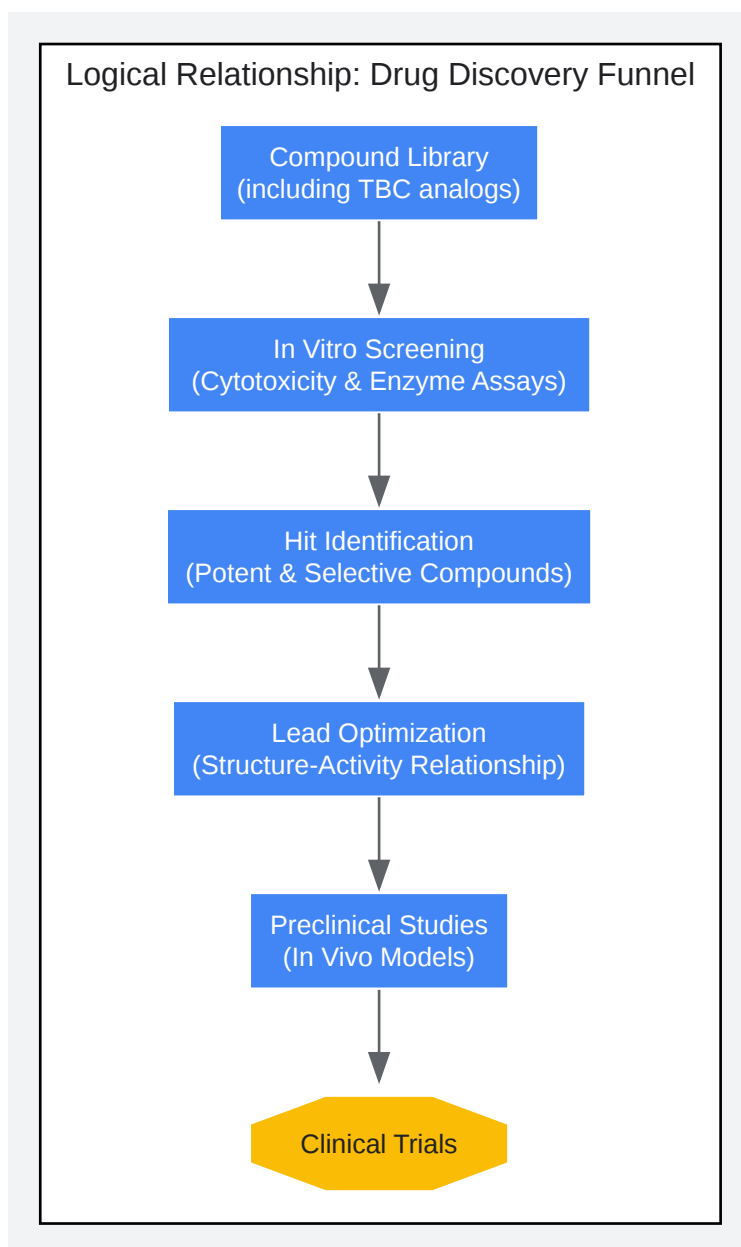 Logical Relationship: Drug Discovery Funnel
Compound Library
(including TBC analogs)
In Vitro Screening
(Cytotoxicity & Enzyme Assays)
Hit Identification
(Potent & Selective Compounds)
Lead Optimization
(Structure-Activity Relationship)
Preclinical Studies
(In Vivo Models)
Clinical Trials